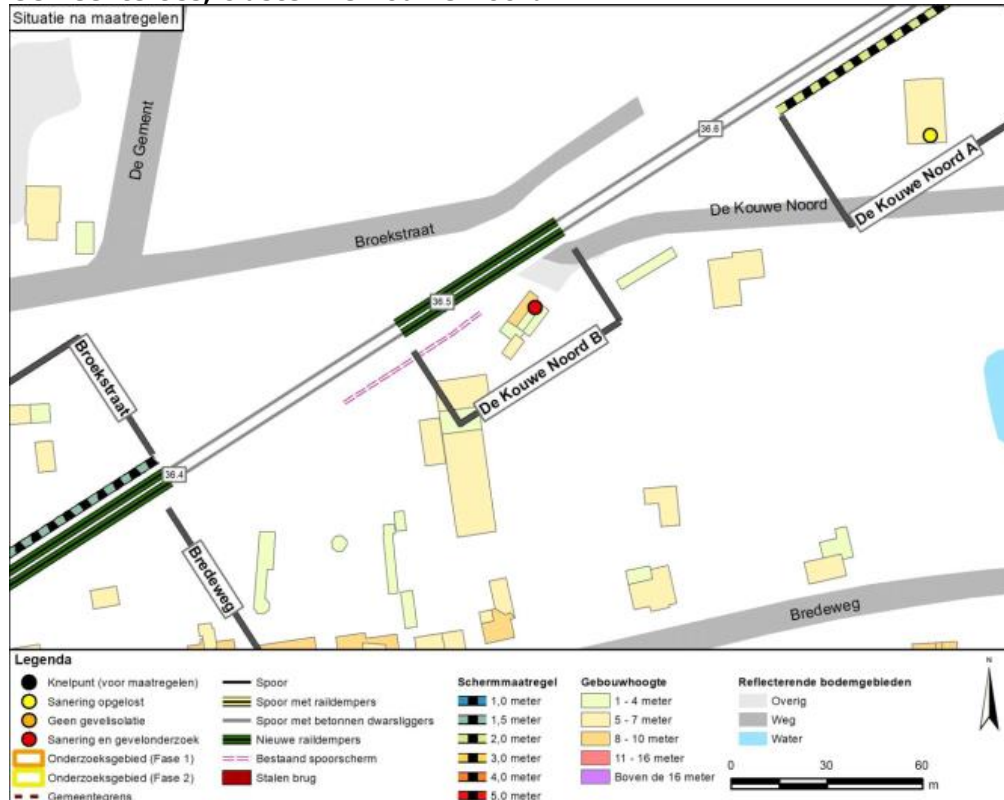 Situatie na maatregelen
De Gement
36.6
De Kouwe Noord A
De Kouwe Noord
Broekstraat
36.5
De Kouwe Noord B
Broekstraat
36.4
Bredeweg
Bredeweg
Legenda
Knelpunt (voor maatregelen)
Sanering opgelost
Geen gevelisolatie
Sanering en gevelonderzoek
Onderzoeksgebied (Fase 1)
Onderzoeksgebied (Fase 2)
Gemeentegrens
Spoor
Spoor met raildempers
Spoor met betonnen dwarsliggers
Nieuwe raildempers
Bestaand spoorscherm
Stalen brug
Schermmaatregel
1,0 meter
1,5 meter
2,0 meter
3,0 meter
4,0 meter
5,0 meter
Gebouwhoogte
1 - 4 meter
5 - 7 meter
8 - 10 meter
11 - 16 meter
Boven de 16 meter
Reflecterende bodemgebieden
Overig
Weg
Water
N
0 30 60
m